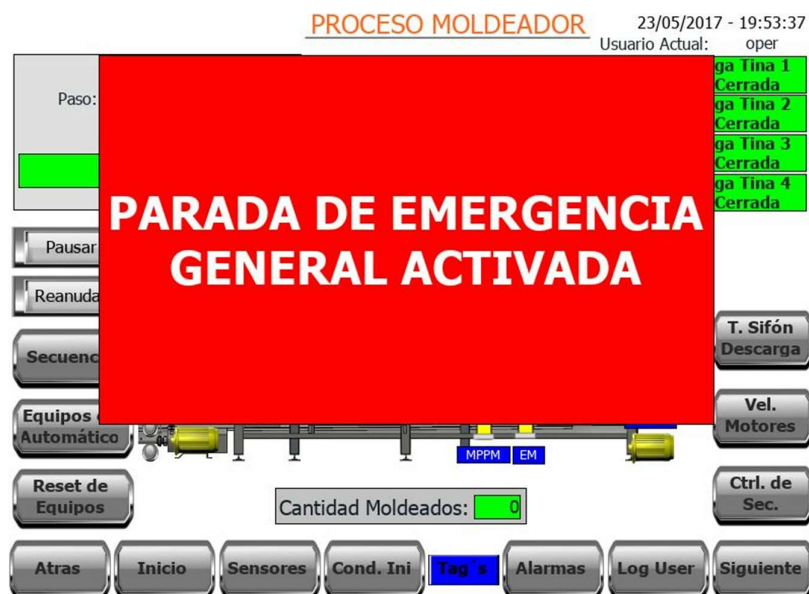 PROCESO MOLDEADOR
23/05/2017 - 19:53:37
Usuario Actual: oper
ga Tina 1
Cerrada
ga Tina 2
Cerrada
ga Tina 3
Cerrada
ga Tina 4
Cerrada
Paso:
PARADA DE EMERGENCIA
GENERAL ACTIVADA
Pausar
Reanuda
Secuenc
T. Sifón
Descarga
Equipos
Automático
Vel.
Motores
MPPM EM
Reset de
Equipos
Cantidad Moldeados: 0
Ctrl. de
Sec.
Atras Inicio Sensores Cond. Ini Tag´s Alarmas Log User Siguiente